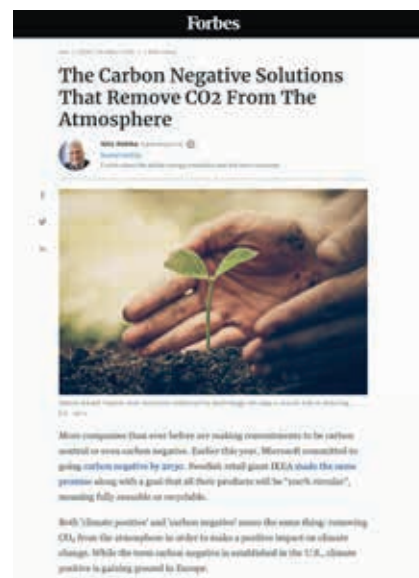 Forbes
The Carbon Negative Solutions
That Remove CO2 From The
Atmosphere
More companies than ever before are making commitments to be carbon
neutral or even carbon negative. Earlier this year, Microsoft committed to
going carbon negative by 2030. Swedish retail giant IKEA made the same
promise along with a goal that all their products will be "100% circular",
meaning fully reusable or recyclable.
Both 'climate positive' and 'carbon negative' mean the same thing: removing
CO₂ from the atmosphere in order to make a positive impact on climate
change. While the term carbon negative is established in the U.S., climate
positive is gaining ground in Europe.